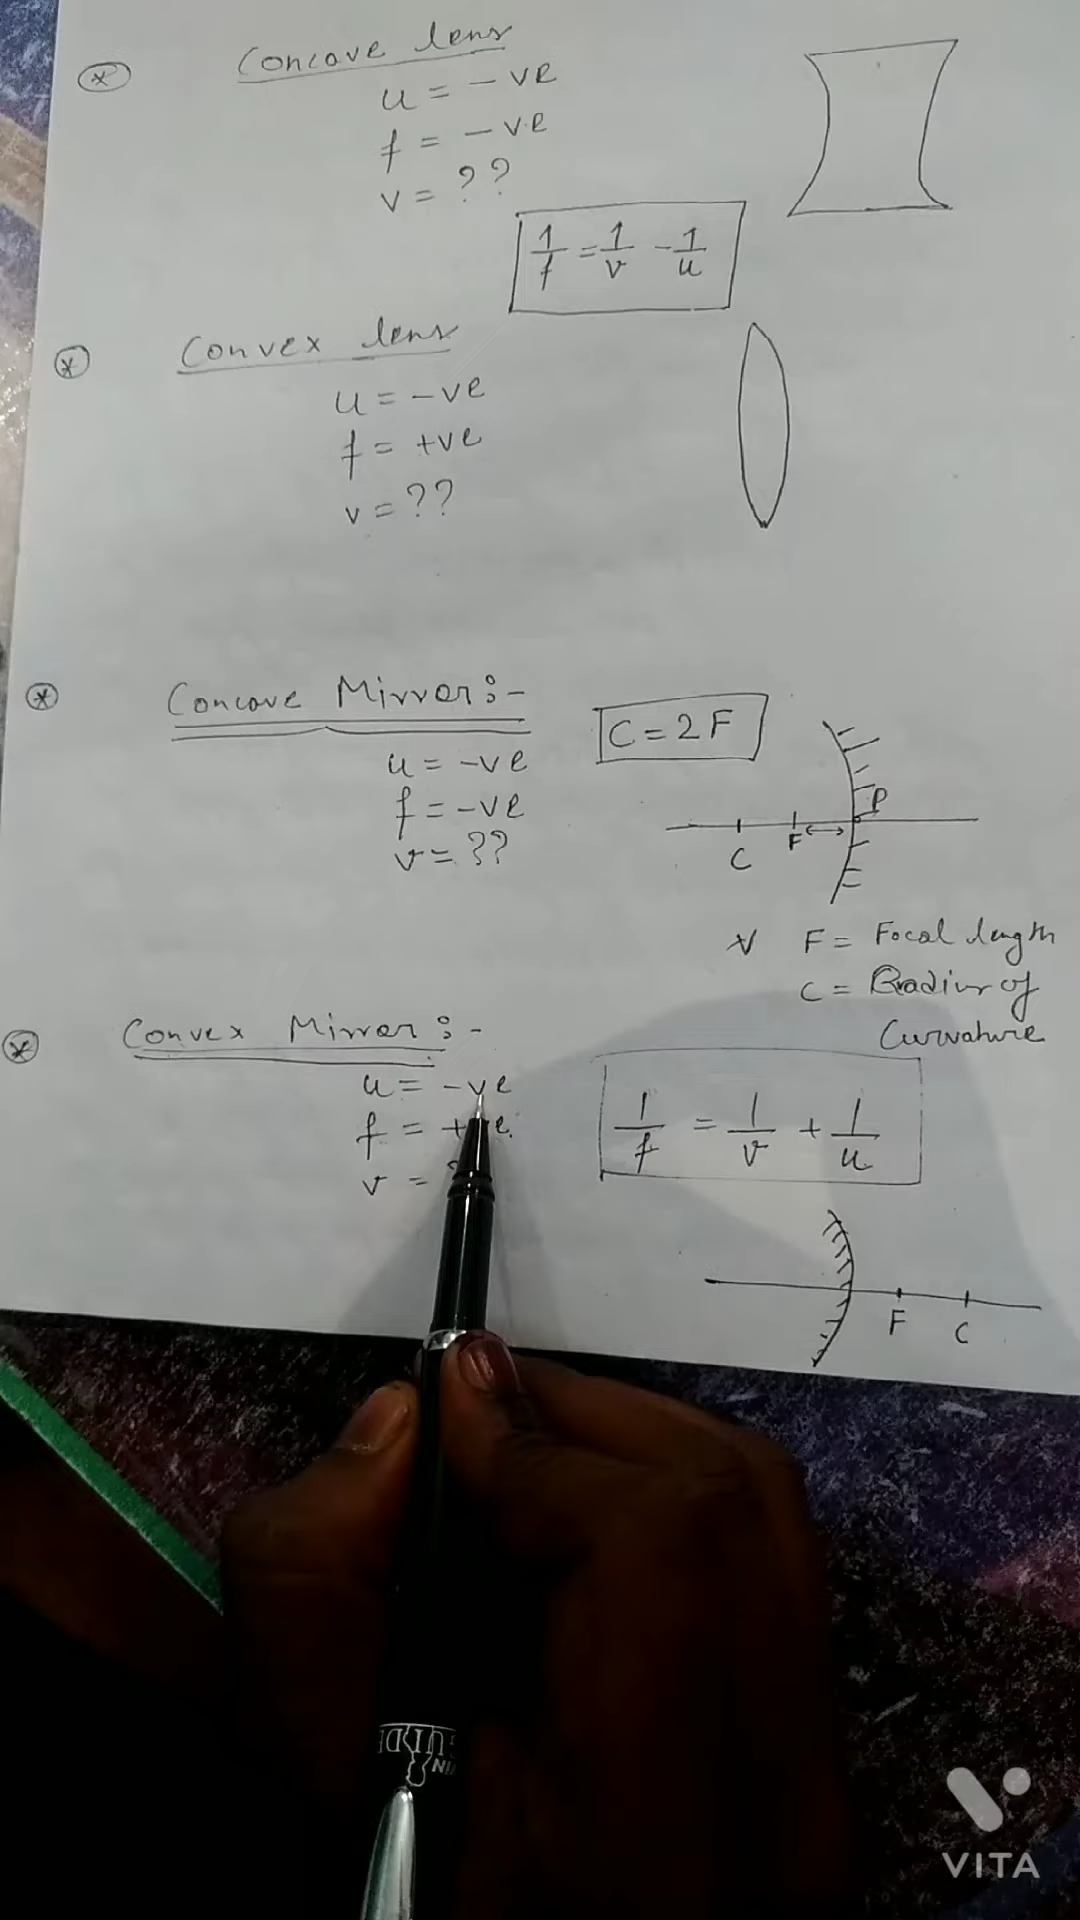 Concave lens
u = -ve
f = -ve
v = ??
1/f = 1/v - 1/u
Convex lens
u = -ve
f = +ve
v = ??
Concave Mirror:-
C = 2F
u = -ve
f = -ve
v = ??
P
C F
F = Focal length
C = Radius of
Curvature
Convex Mirror:-
u = -ve
f = +ve.
v =
1/f = 1/v + 1/u
F C
VITA